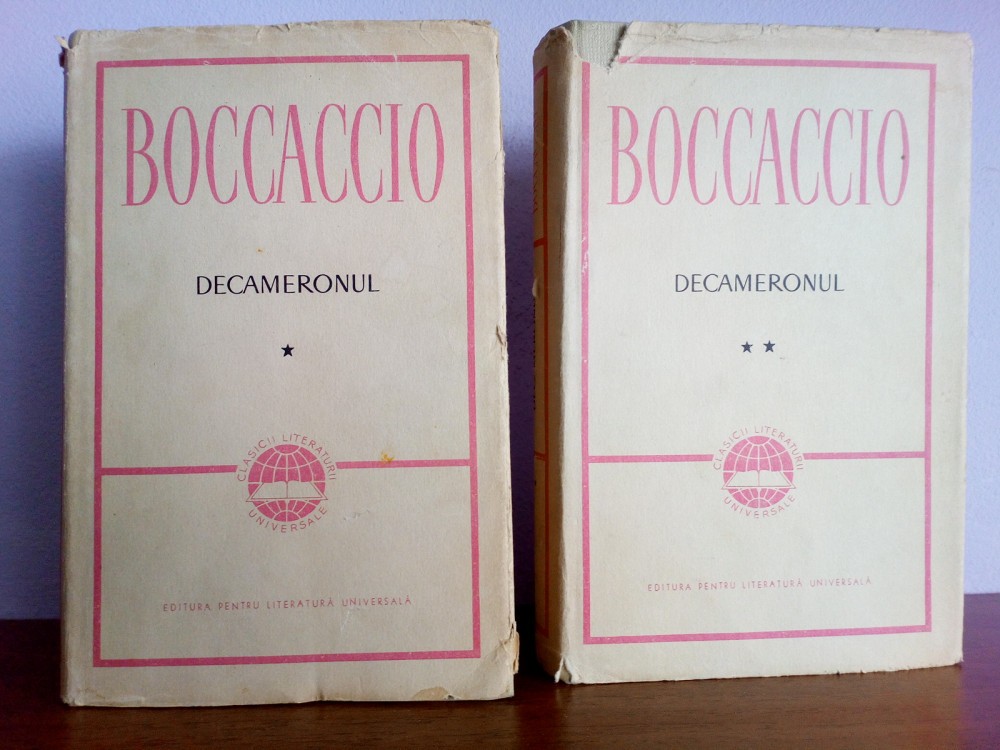 BOCCACCIO
DECAMERONUL
★
CLASICII LITERATURII
UNIVERSALE
EDITURA PENTRU LITERATURĂ UNIVERSALĂ
BOCCACCIO
DECAMERONUL
★ ★
CLASICII LITERATURII
UNIVERSALE
EDITURA PENTRU LITERATURĂ UNIVERSALĂ